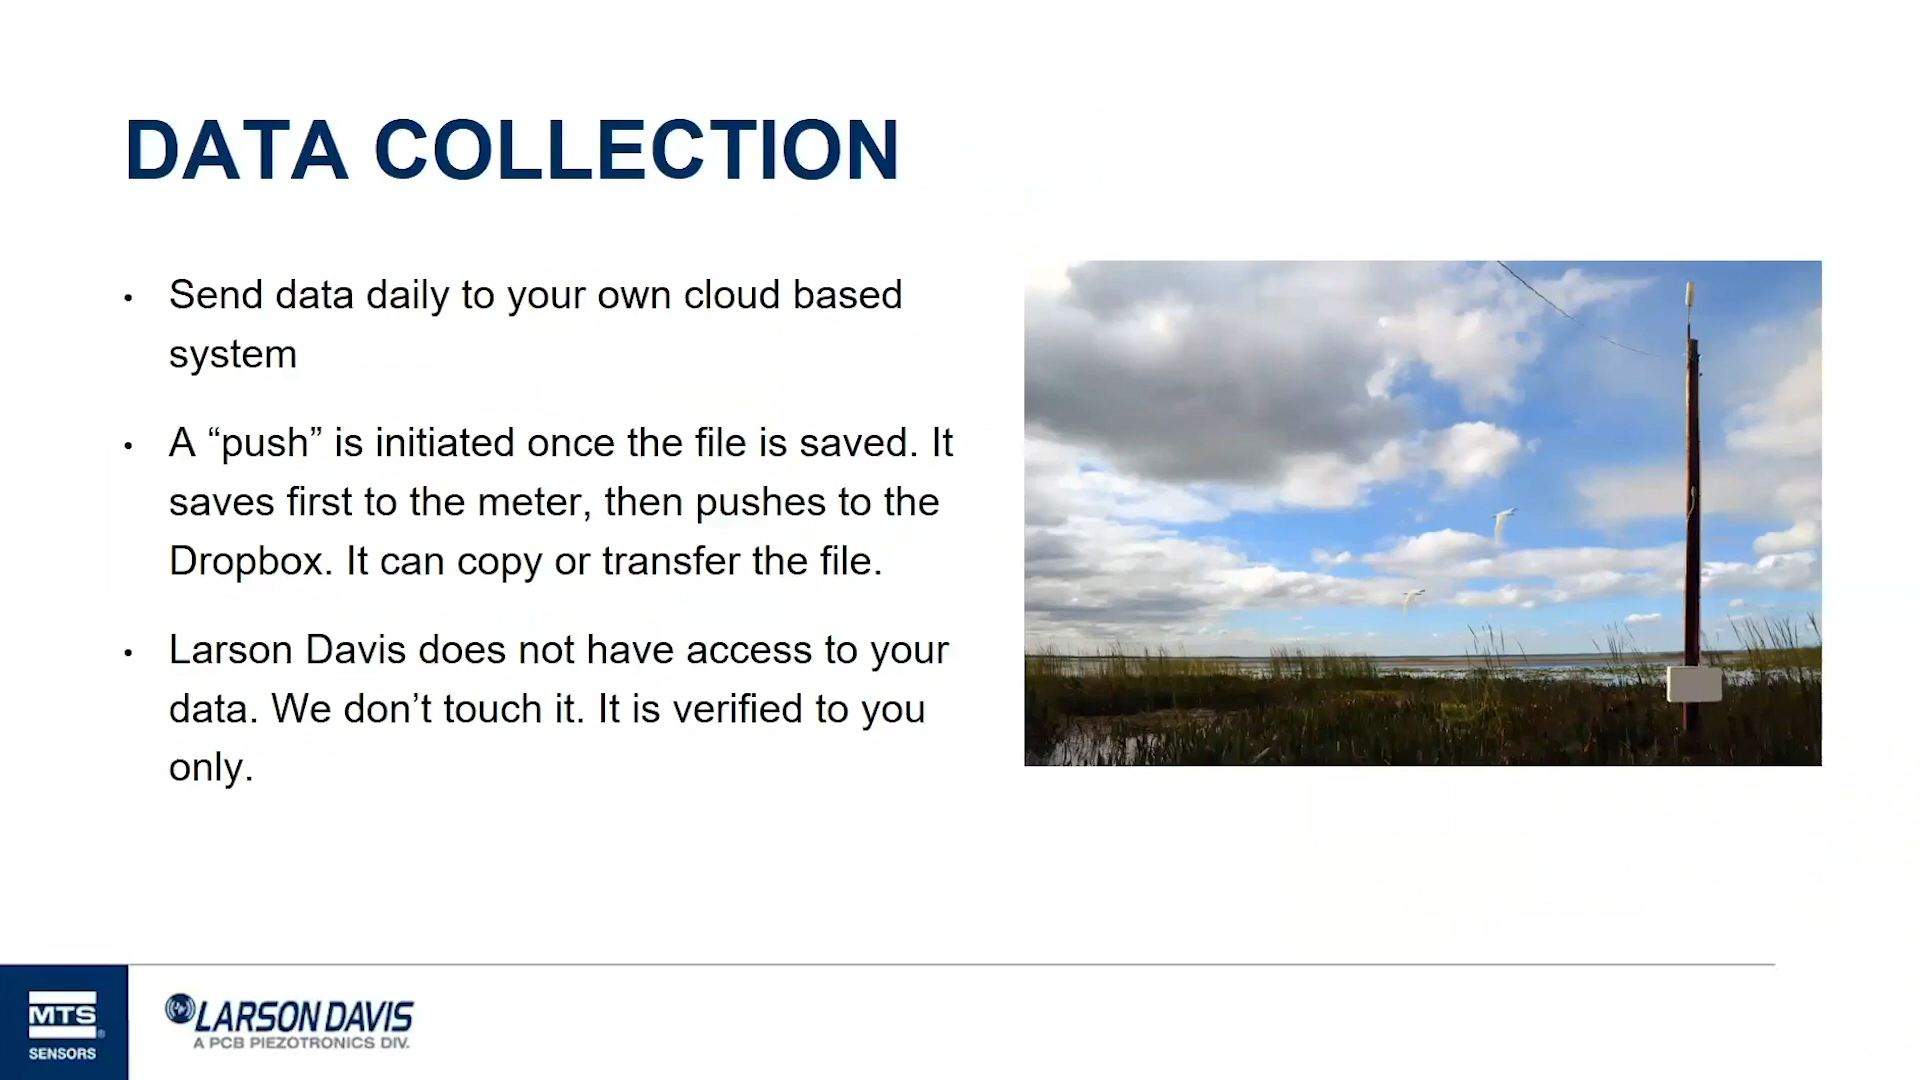 DATA COLLECTION
• Send data daily to your own cloud based
system
• A “push” is initiated once the file is saved. It
saves first to the meter, then pushes to the
Dropbox. It can copy or transfer the file.
• Larson Davis does not have access to your
data. We don’t touch it. It is verified to you
only.
MTS®
SENSORS
LARSON DAVIS
A PCB PIEZOTRONICS DIV.